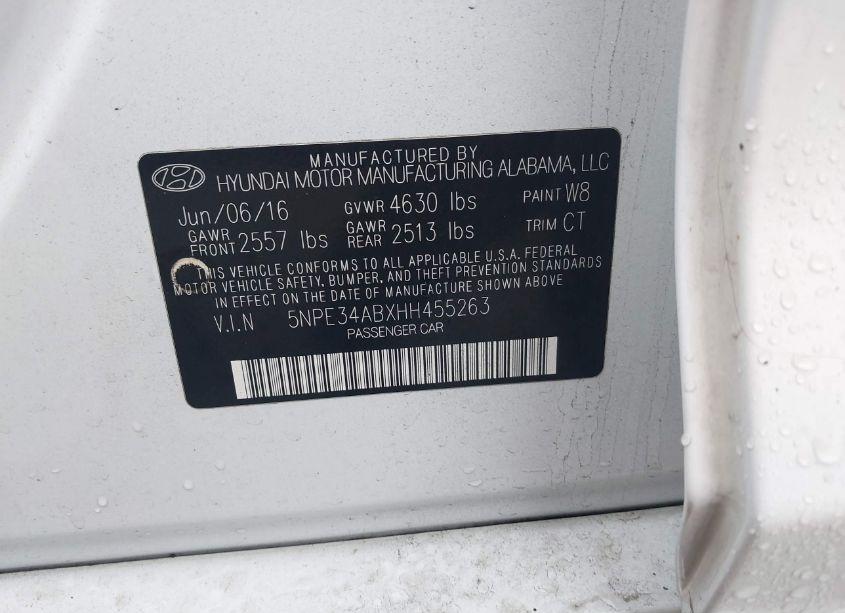 MANUFACTURED BY
HYUNDAI MOTOR MANUFACTURING ALABAMA, LLC
Jun/06/16 GVWR 4630 lbs PAINT W8
GAWR FRONT 2557 lbs GAWR REAR 2513 lbs TRIM CT
THIS VEHICLE CONFORMS TO ALL APPLICABLE U.S.A. FEDERAL
MOTOR VEHICLE SAFETY, BUMPER, AND THEFT PREVENTION STANDARDS
IN EFFECT ON THE DATE OF MANUFACTURE SHOWN ABOVE
V.I.N 5NPE34ABXHH455263
PASSENGER CAR